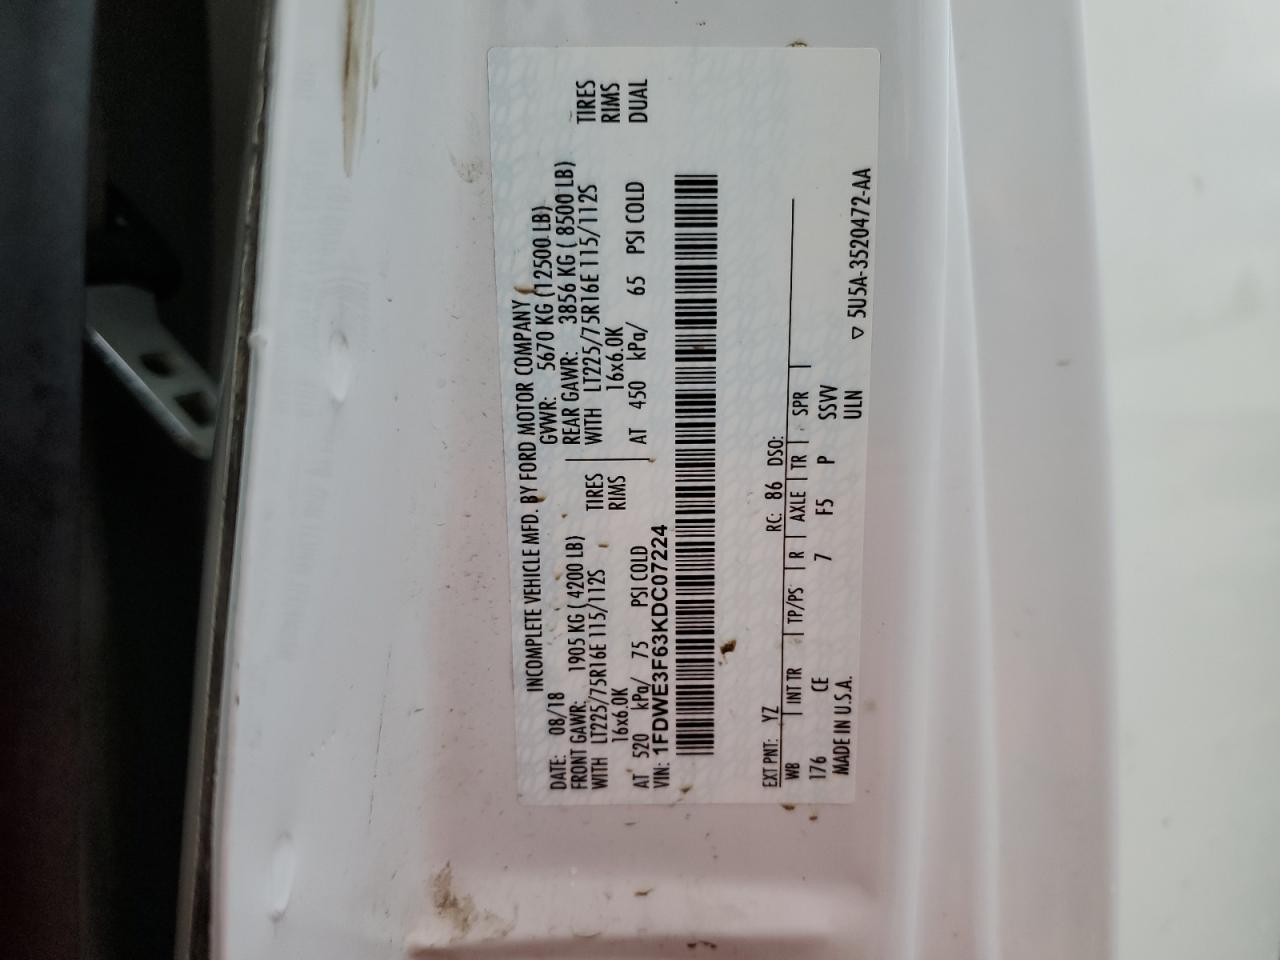 INCOMPLETE VEHICLE MFD. BY FORD MOTOR COMPANY
DATE: 08/18 GVWR: 5670 KG (12500 LB)
FRONT GAWR: 1905 KG ( 4200 LB) REAR GAWR: 3856 KG ( 8500 LB)
WITH LT225/75R16E 115/112S TIRES WITH LT225/75R16E 115/112S TIRES
16x6.0K RIMS 16x6.0K RIMS
AT 520 kPa/ 75 PSI COLD AT 450 kPa/ 65 PSI COLD DUAL
VIN: 1FDWE3F63KDC07224
EXT PNT: YZ RC: 86 DSO:
WB INT TR TP/PS R AXLE TR SPR
176 CE 7 F5 P SSVV
MADE IN U.S.A. ULN
▽ 5U5A-3520472-AA